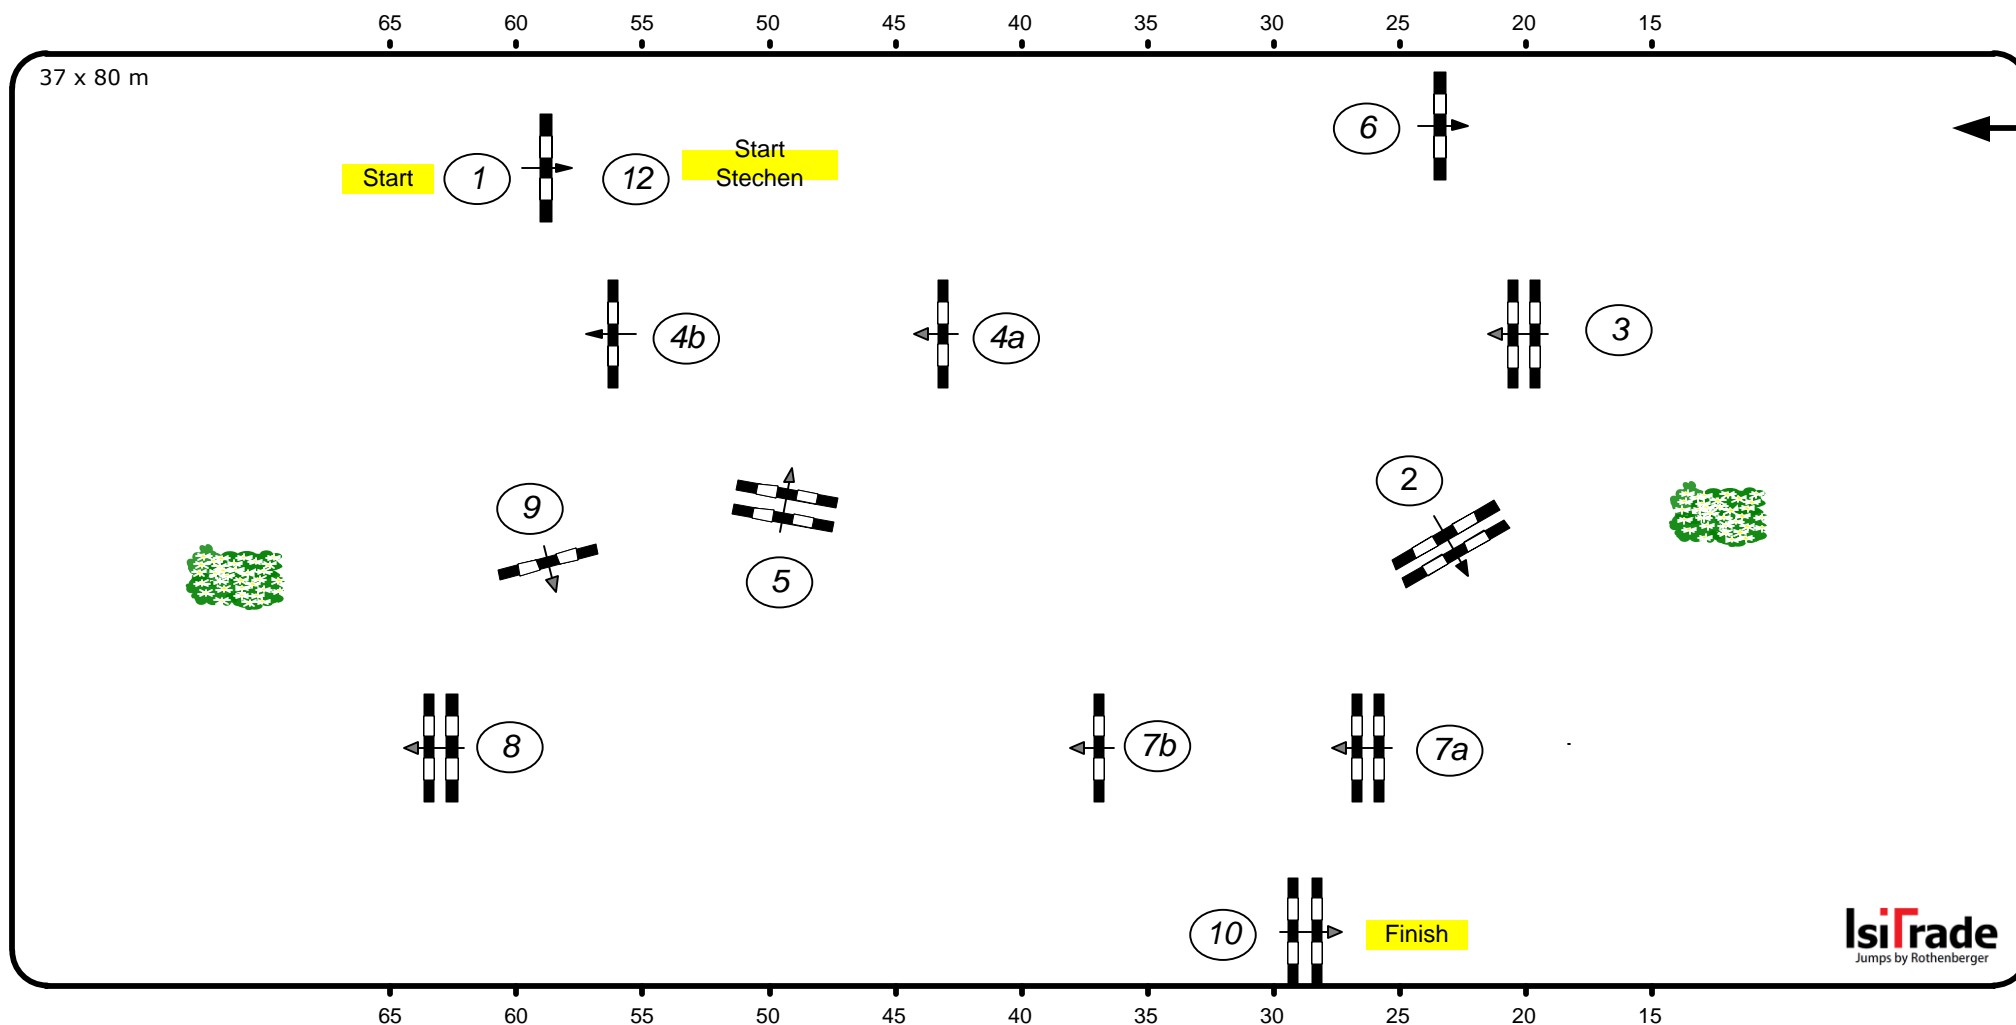 65 60 55 50 45 40 35 30 25 20 15
37 x 80 m
6
Start
Start 1 12 Stechen
4b 4a 3
2
9
5
8 7b 7a
10 Finish
IsiTrade
Jumps by Rothenberger
65 60 55 50 45 40 35 30 25 20 15